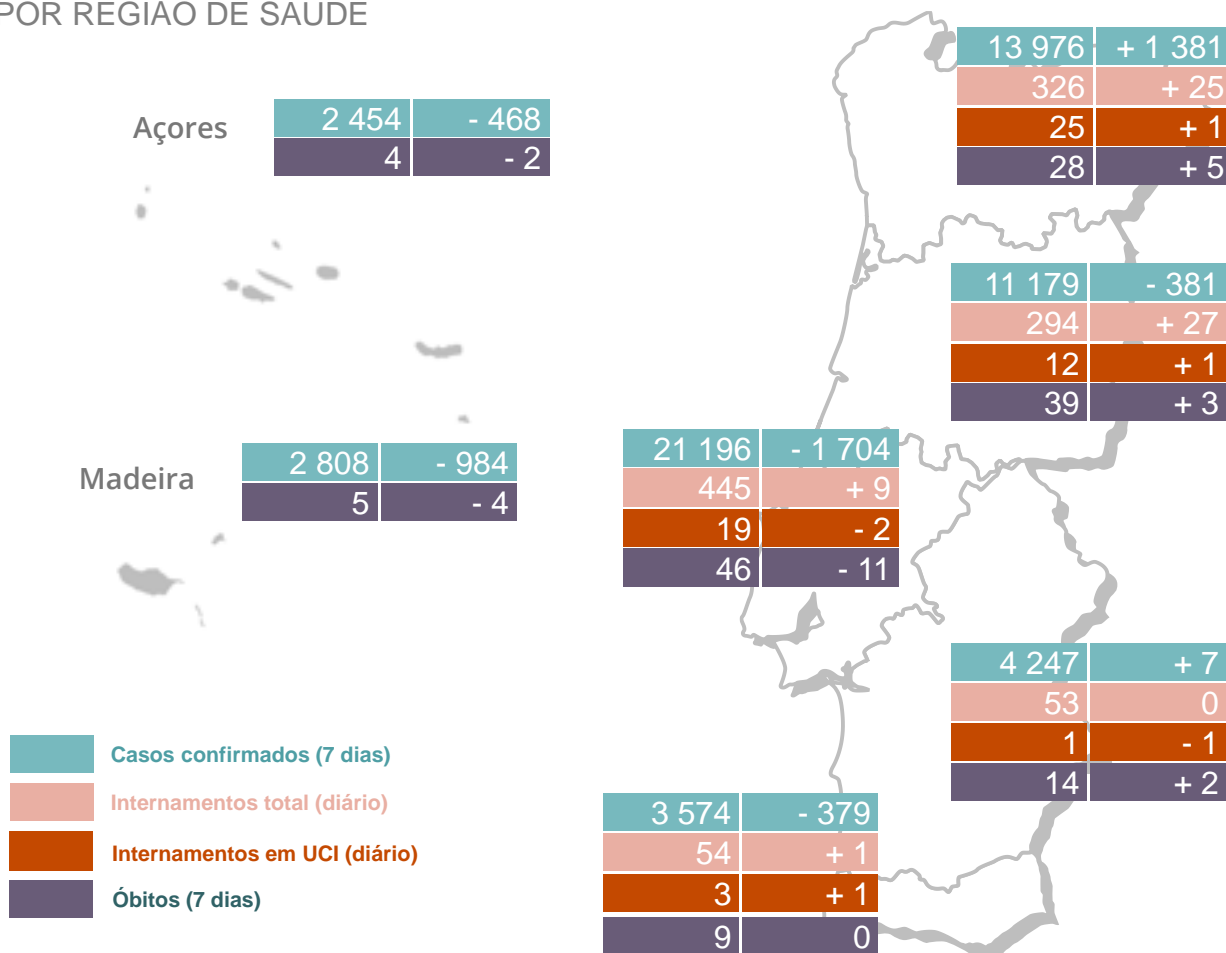 POR REGIÃO DE SAÚDE
13 976 + 1 381
326 + 25
25 + 1
28 + 5
Açores
2 454 - 468
4 - 2
11 179 - 381
294 + 27
12 + 1
39 + 3
Madeira
2 808 - 984
5 - 4
21 196 - 1 704
445 + 9
19 - 2
46 - 11
4 247 + 7
53 0
1 - 1
14 + 2
Casos confirmados (7 dias)
Internamentos total (diário)
Internamentos em UCI (diário)
Óbitos (7 dias)
3 574 - 379
54 + 1
3 + 1
9 0